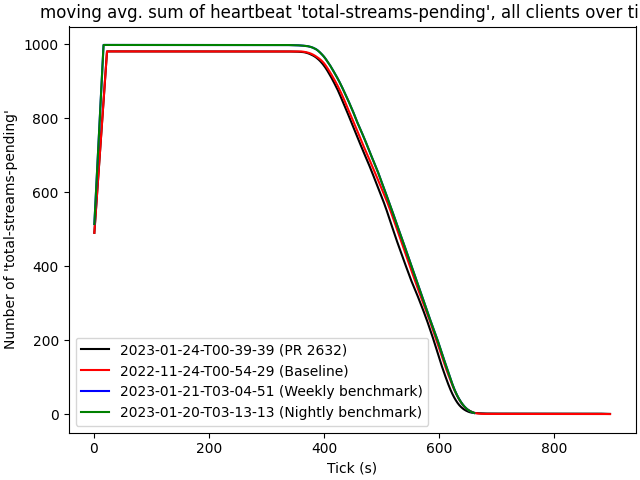 moving avg. sum of heartbeat 'total-streams-pending', all clients over ti
Number of 'total-streams-pending'
1000
800
600
400
200
0
2023-01-24-T00-39-39 (PR 2632)
2022-11-24-T00-54-29 (Baseline)
2023-01-21-T03-04-51 (Weekly benchmark)
2023-01-20-T03-13-13 (Nightly benchmark)
0 200 400 600 800
Tick (s)